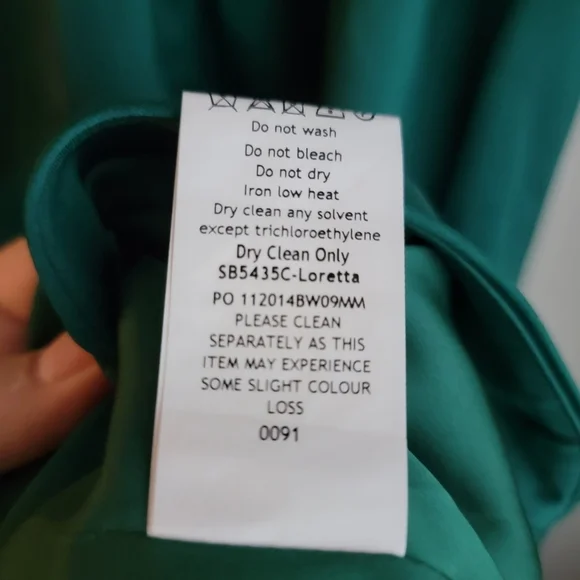 Do not wash
Do not bleach
Do not dry
Iron low heat
Dry clean any solvent
except trichloroethylene
Dry Clean Only
SB5435C-Loretta
PO 112014BW09MM
PLEASE CLEAN
SEPARATELY AS THIS
ITEM MAY EXPERIENCE
SOME SLIGHT COLOUR
LOSS
0091